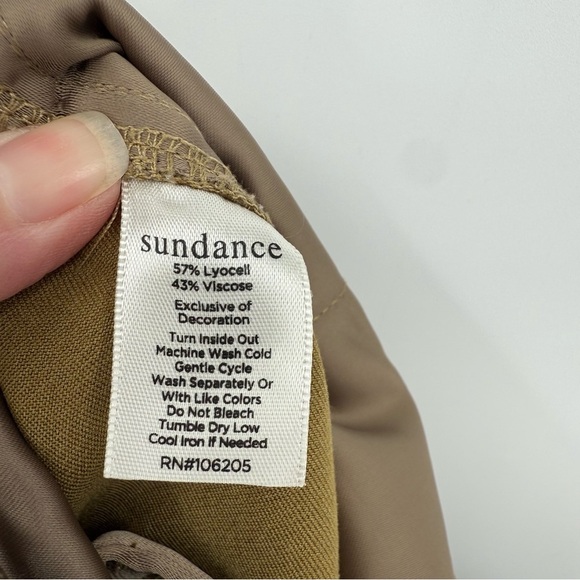 sundance
57% Lyocell
43% Viscose
Exclusive of
Decoration
Turn Inside Out
Machine Wash Cold
Gentle Cycle
Wash Separately Or
With Like Colors
Do Not Bleach
Tumble Dry Low
Cool Iron If Needed
RN#106205